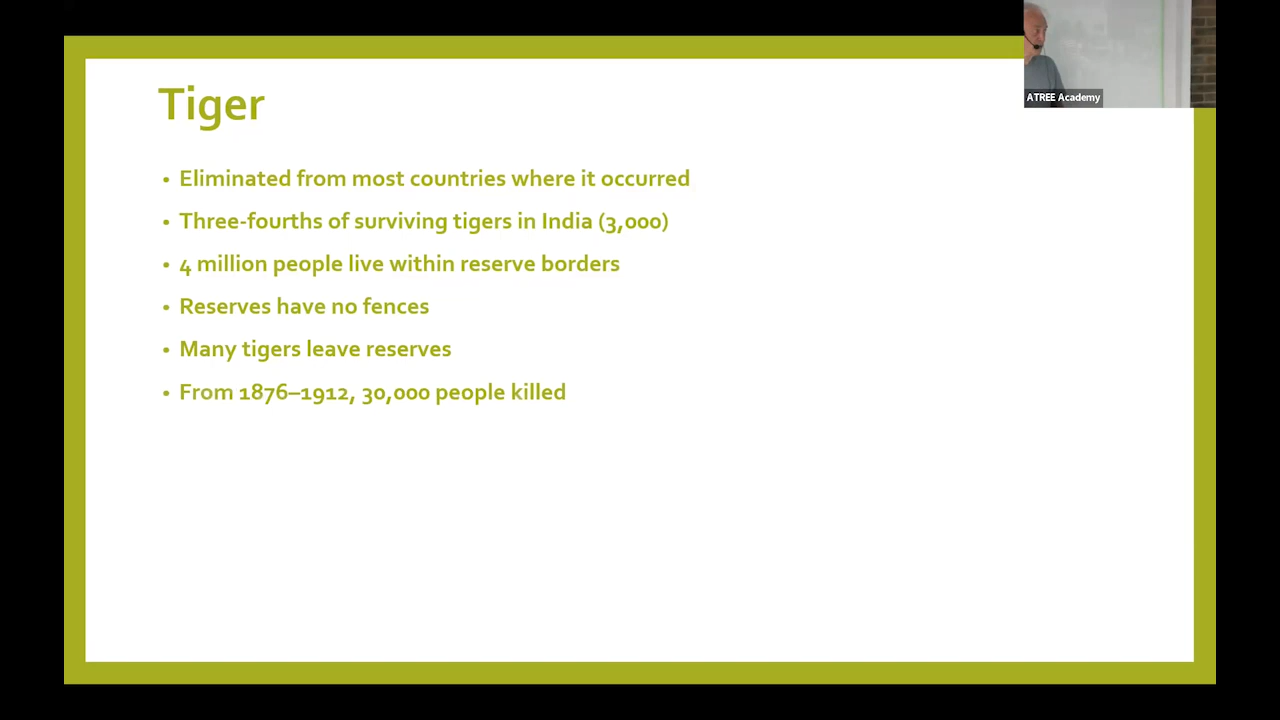 Tiger
• Eliminated from most countries where it occurred
• Three-fourths of surviving tigers in India (3,000)
• 4 million people live within reserve borders
• Reserves have no fences
• Many tigers leave reserves
• From 1876–1912, 30,000 people killed
ATREE Academy